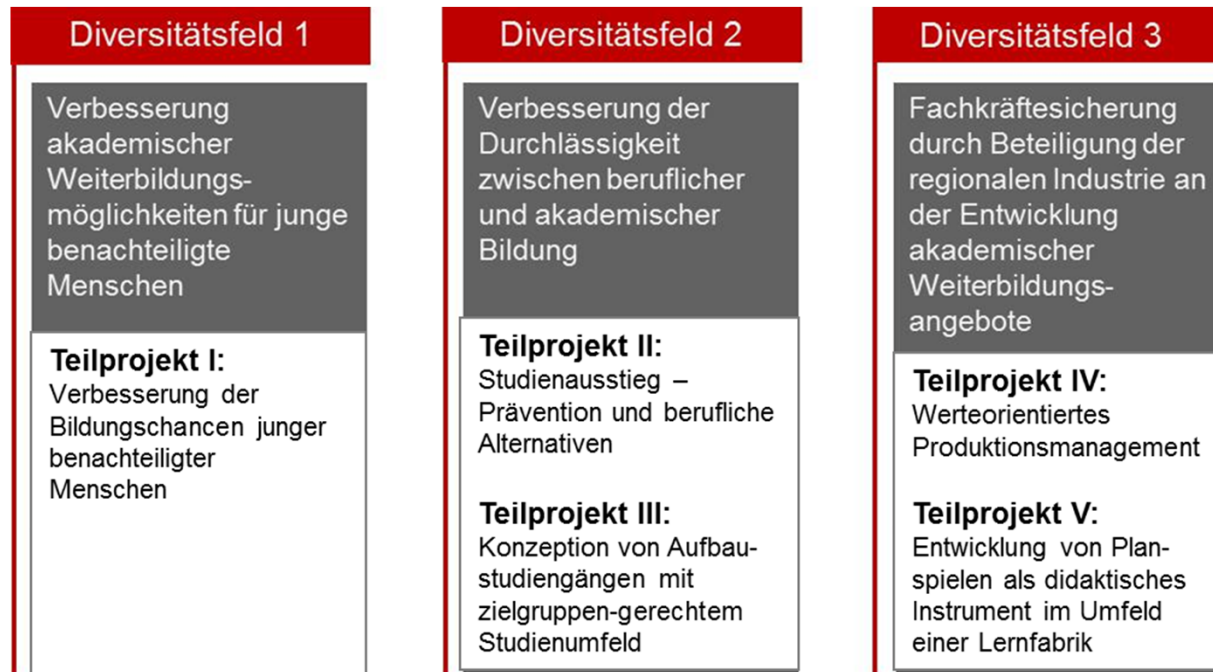 Diversitätsfeld 1
Verbesserung
akademischer
Weiterbildungs-
möglichkeiten für junge
benachteiligte
Menschen
Teilprojekt I:
Verbesserung der
Bildungschancen junger
benachteiligter
Menschen
Diversitätsfeld 2
Verbesserung der
Durchlässigkeit
zwischen beruflicher
und akademischer
Bildung
Teilprojekt II:
Studienausstieg –
Prävention und berufliche
Alternativen
Teilprojekt III:
Konzeption von Aufbau-
studiengängen mit
zielgruppen-gerechtem
Studienumfeld
Diversitätsfeld 3
Fachkräftesicherung
durch Beteiligung der
regionalen Industrie an
der Entwicklung
akademischer
Weiterbildungs-
angebote
Teilprojekt IV:
Werteorientiertes
Produktionsmanagement
Teilprojekt V:
Entwicklung von Plan-
spielen als didaktisches
Instrument im Umfeld
einer Lernfabrik